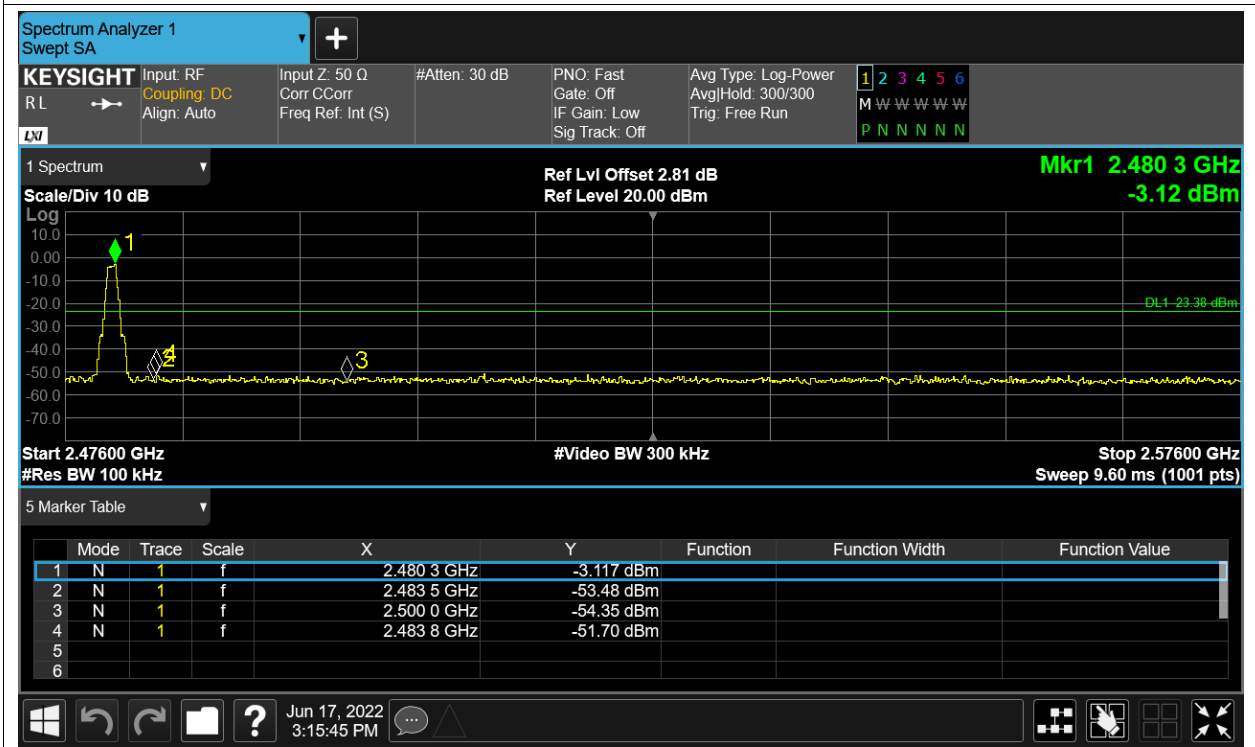 Spectrum Analyzer 1
Swept SA
KEYSIGHT Input: RF Input Z: 50 Ω #Atten: 30 dB PNO: Fast Avg Type: Log-Power 1 2 3 4 5 6
R L Coupling: DC Corr CCorr Gate: Off Avg|Hold: 300/300 M W W W W W
Align: Auto Freq Ref: Int (S) IF Gain: Low Trig: Free Run
LXI Sig Track: Off P N N N N N
1 Spectrum Ref Lvl Offset 2.81 dB Mkr1 2.480 3 GHz
Scale/Div 10 dB Ref Level 20.00 dBm -3.12 dBm
Log
10.0
1
0.00
-10.0
-20.0 DL1 23.38 dBm
-30.0
-40.0
4
2 3
-50.0
-60.0
-70.0
Start 2.47600 GHz #Video BW 300 kHz Stop 2.57600 GHz
#Res BW 100 kHz Sweep 9.60 ms (1001 pts)
5 Marker Table
Mode Trace Scale X Y Function Function Width Function Value
1 N 1 f 2.480 3 GHz -3.117 dBm
2 N 1 f 2.483 5 GHz -53.48 dBm
3 N 1 f 2.500 0 GHz -54.35 dBm
4 N 1 f 2.483 8 GHz -51.70 dBm
5
6
? Jun 17, 2022
3:15:45 PM